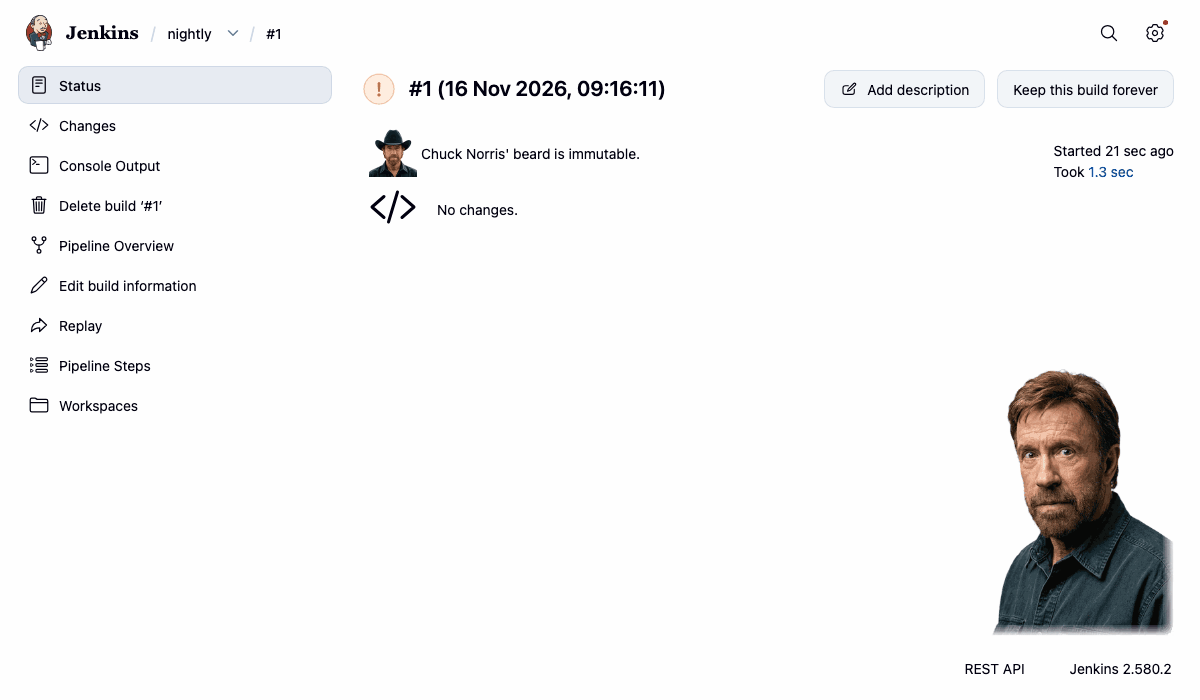 Jenkins / nightly / #1
Status
Changes
Console Output
Delete build ‘#1’
Pipeline Overview
Edit build information
Replay
Pipeline Steps
Workspaces
#1 (16 Nov 2026, 09:16:11)
Add description
Keep this build forever
Chuck Norris' beard is immutable.
Started 21 sec ago
Took 1.3 sec
No changes.
REST API
Jenkins 2.580.2